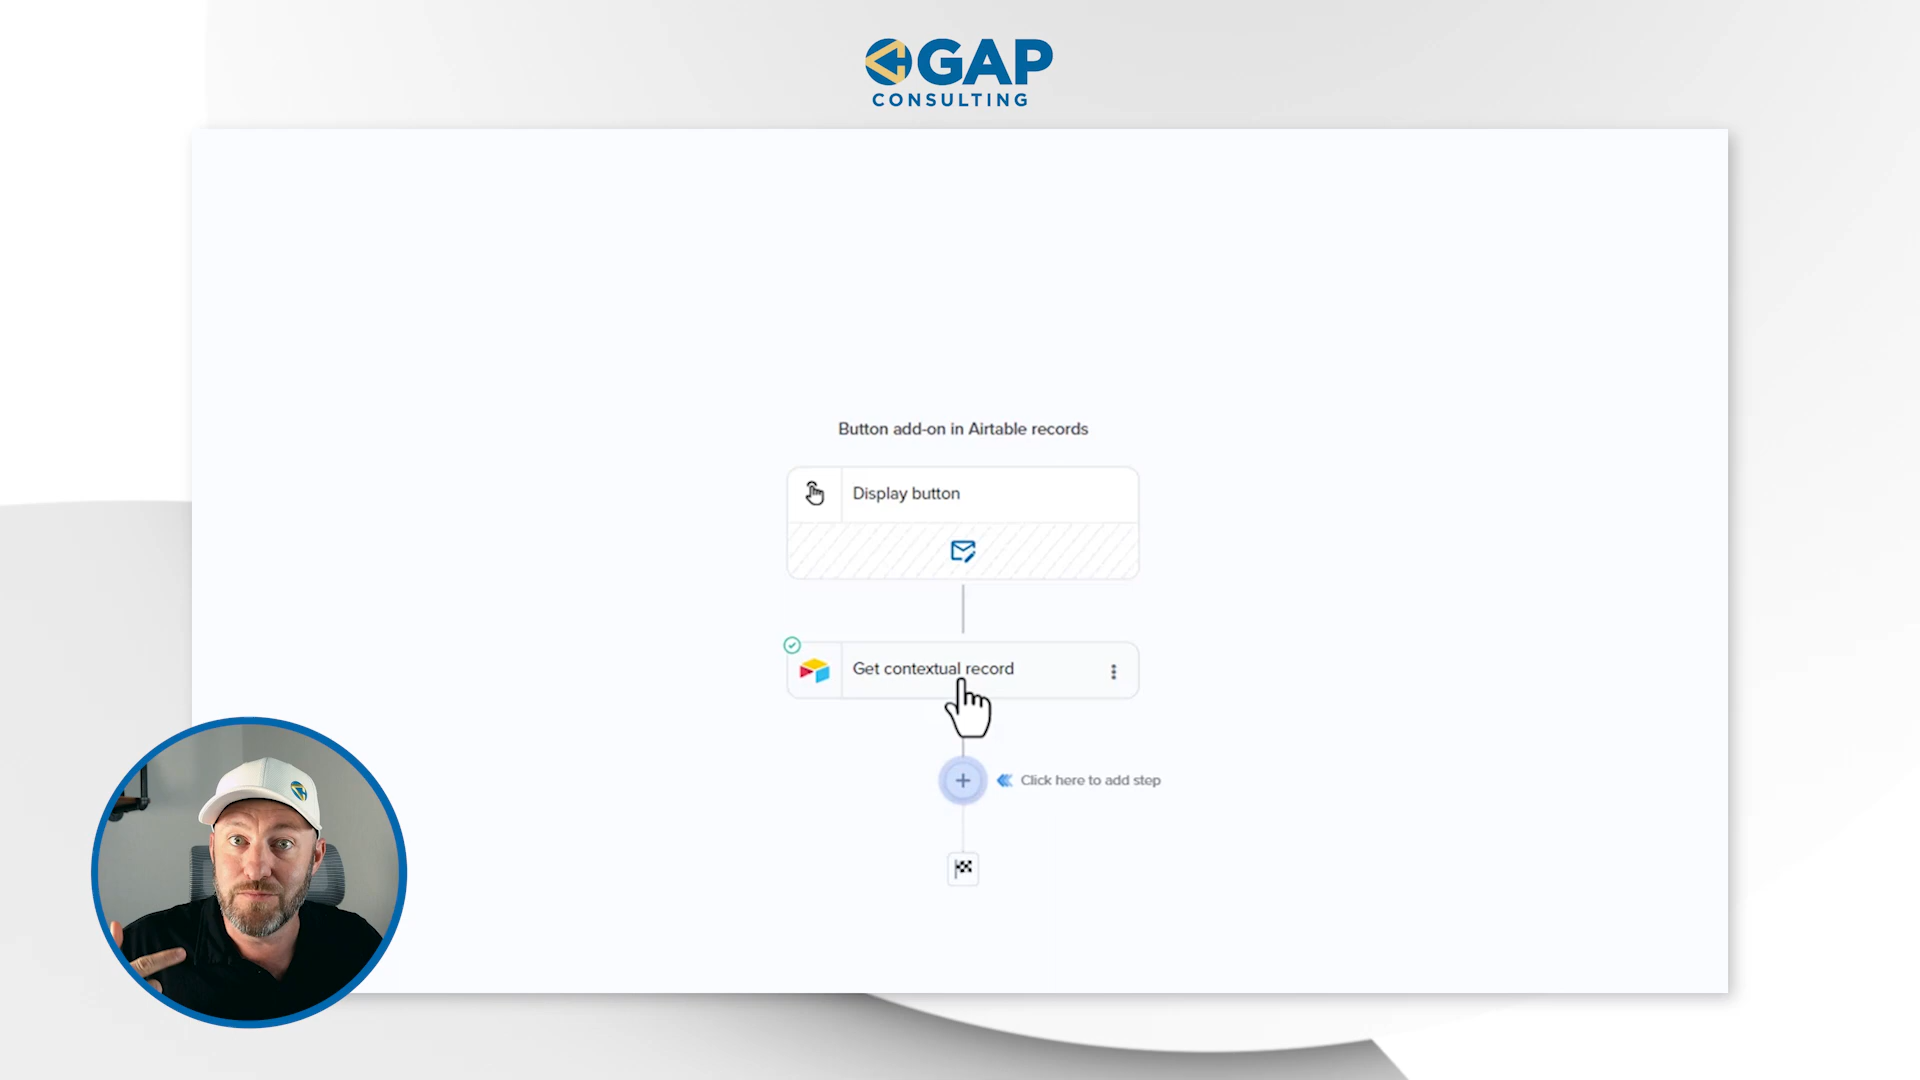 GAP
CONSULTING
Button add-on in Airtable records
Display button
Get contextual record
Click here to add step